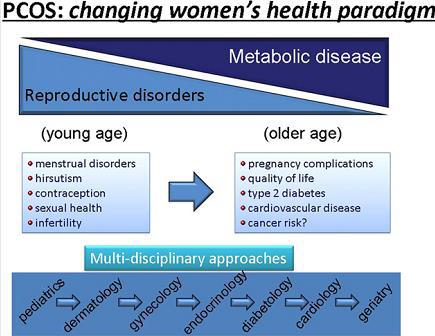 PCOS: changing women's health paradigm
Metabolic disease
Reproductive disorders
(young age)
(older age)
menstrual disorders
hirsutism
contraception
sexual health
infertility
pregnancy complications
quality of life
type 2 diabetes
cardiovascular disease
cancer risk?
Multi-disciplinary approaches
pediatrics
dermatology
gynecology
endocrinology
diabetology
cardiology
geriatry